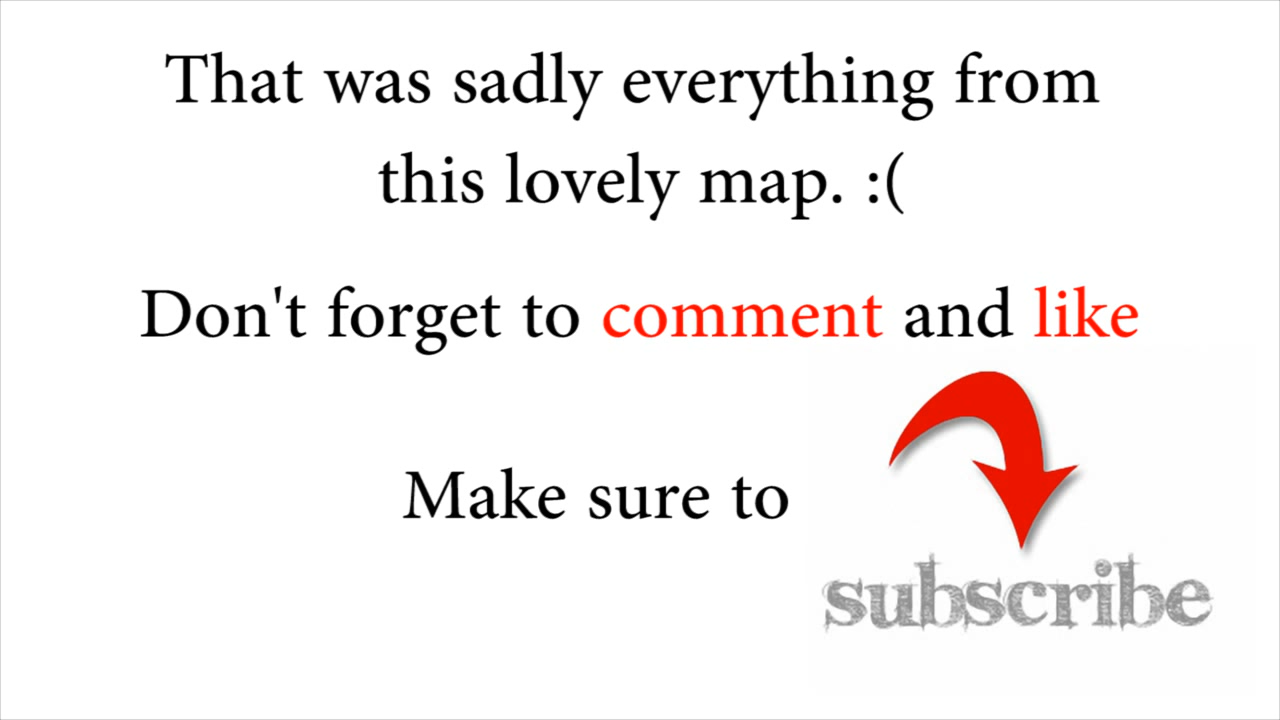 That was sadly everything from
this lovely map. :(
Don't forget to comment and like
Make sure to
subscribe